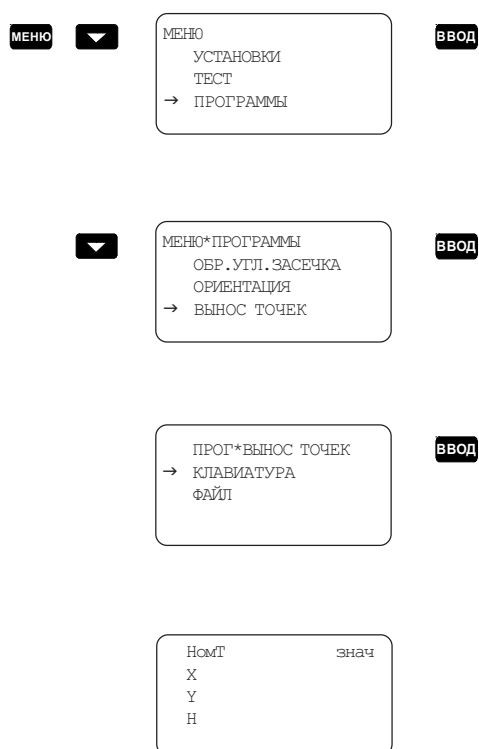 МЕНЮ
МЕНЮ
ВВОД
УСТАНОВКИ
ТЕСТ
→ ПРОГРАММЫ
МЕНЮ*ПРОГРАММЫ
ВВОД
ОБР.УГЛ.ЗАСЕЧКА
ОРИЕНТАЦИЯ
→ ВЫНОС ТОЧЕК
ПРОГ*ВЫНОС ТОЧЕК
ВВОД
→ КЛАВИАТУРА
ФАЙЛ
НомТ знач
X
Y
H